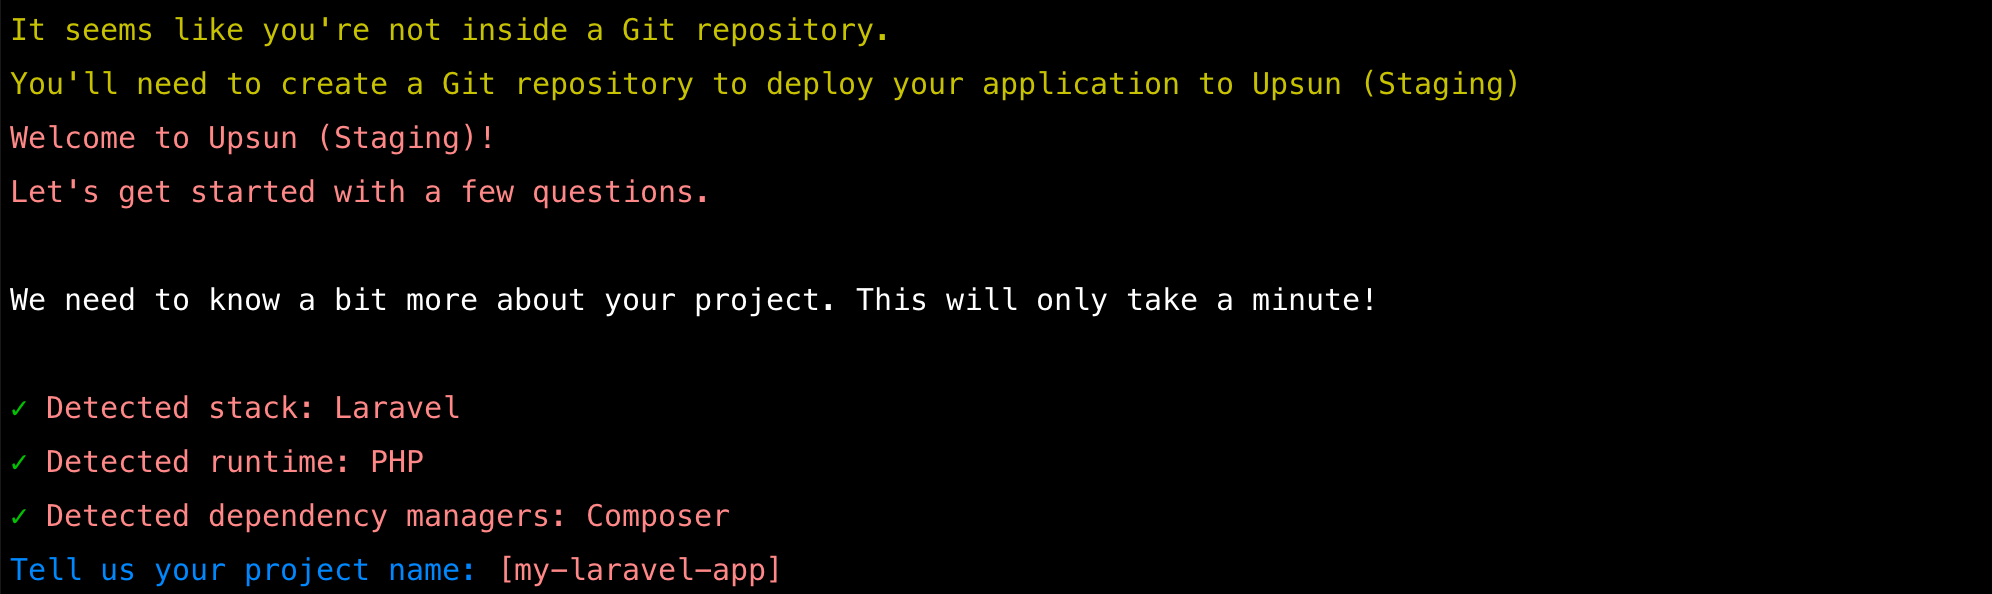 It seems like you're not inside a Git repository.
You'll need to create a Git repository to deploy your application to Upsun (Staging)
Welcome to Upsun (Staging)!
Let's get started with a few questions.
We need to know a bit more about your project. This will only take a minute!
✓ Detected stack: Laravel
✓ Detected runtime: PHP
✓ Detected dependency managers: Composer
Tell us your project name: [my-laravel-app]